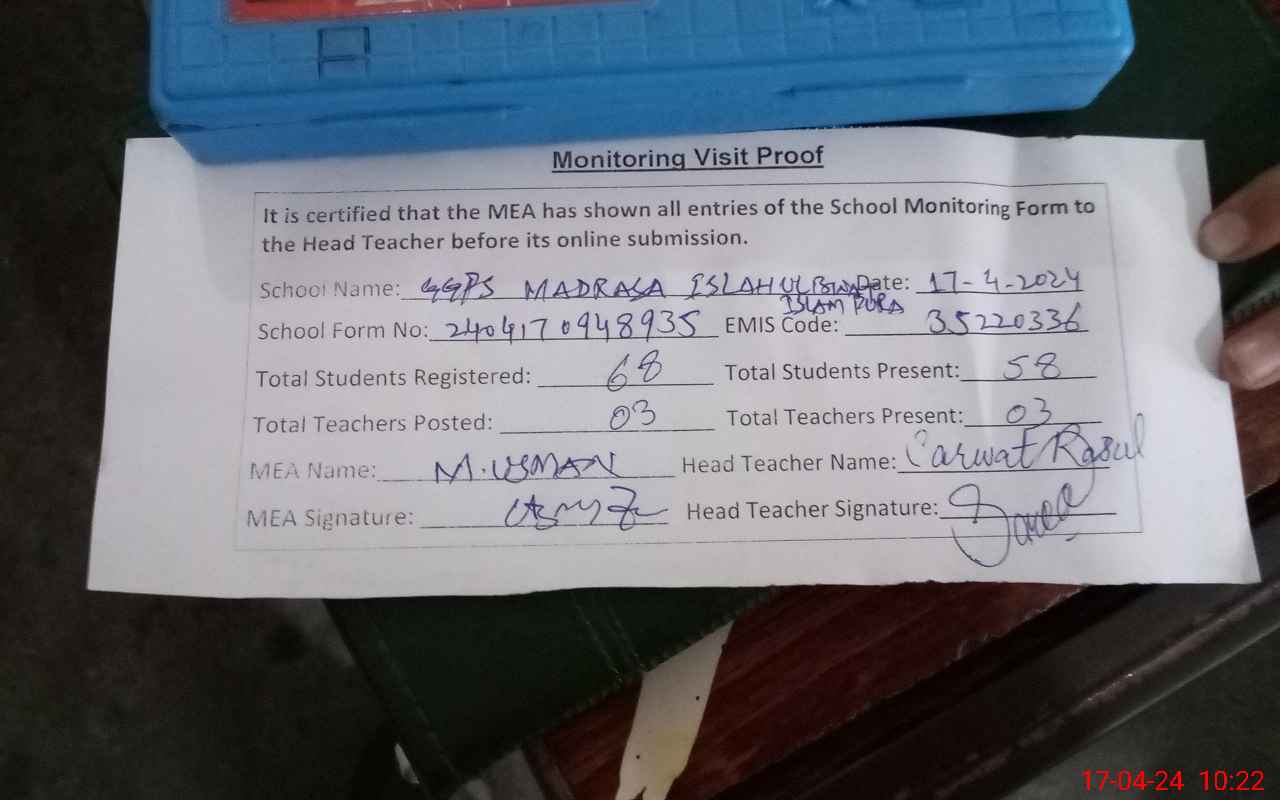 Monitoring Visit Proof
It is certified that the MEA has shown all entries of the School Monitoring Form to
the Head Teacher before its online submission.
School Name: GGPS MADRASA ISLAHULBWA Date: 17-4-2024
ISLAM PURA
School Form No: 240417094８935 EMIS Code: 35220336
Total Students Registered: 68 Total Students Present: 58
Total Teachers Posted: 03 Total Teachers Present: 03
MEA Name: M.USMAN Head Teacher Name: Sarwat Rasul
MEA Signature: Head Teacher Signature:
17-04-24 10:22